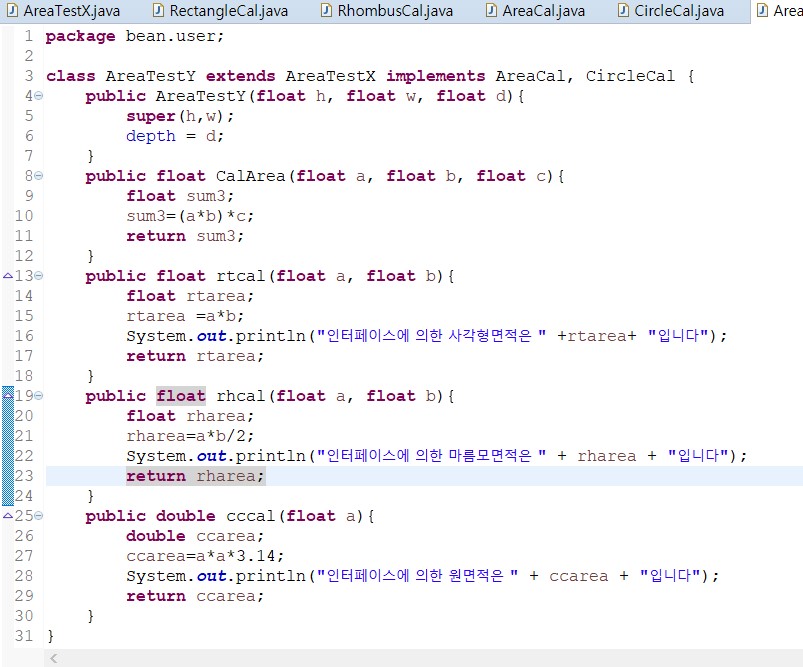 AreaTestX.java RectangleCal.java RhombusCal.java AreaCal.java CircleCal.java Area
1 package bean.user;
2
3 class AreaTestY extends AreaTestX implements AreaCal, CircleCal {
4 public AreaTestY(float h, float w, float d){
5 super(h,w);
6 depth = d;
7 }
8 public float CalArea(float a, float b, float c){
9 float sum3;
10 sum3=(a*b)*c;
11 return sum3;
12 }
13 public float rtcal(float a, float b){
14 float rtarea;
15 rtarea =a*b;
16 System.out.println("인터페이스에 의한 사각형면적은 " +rtarea+ "입니다");
17 return rtarea;
18 }
19 public float rhcal(float a, float b){
20 float rharea;
21 rharea=a*b/2;
22 System.out.println("인터페이스에 의한 마름모면적은 " + rharea + "입니다");
23 return rharea;
24 }
25 public double cccal(float a){
26 double ccarea;
27 ccarea=a*a*3.14;
28 System.out.println("인터페이스에 의한 원면적은 " + ccarea + "입니다");
29 return ccarea;
30 }
31 }